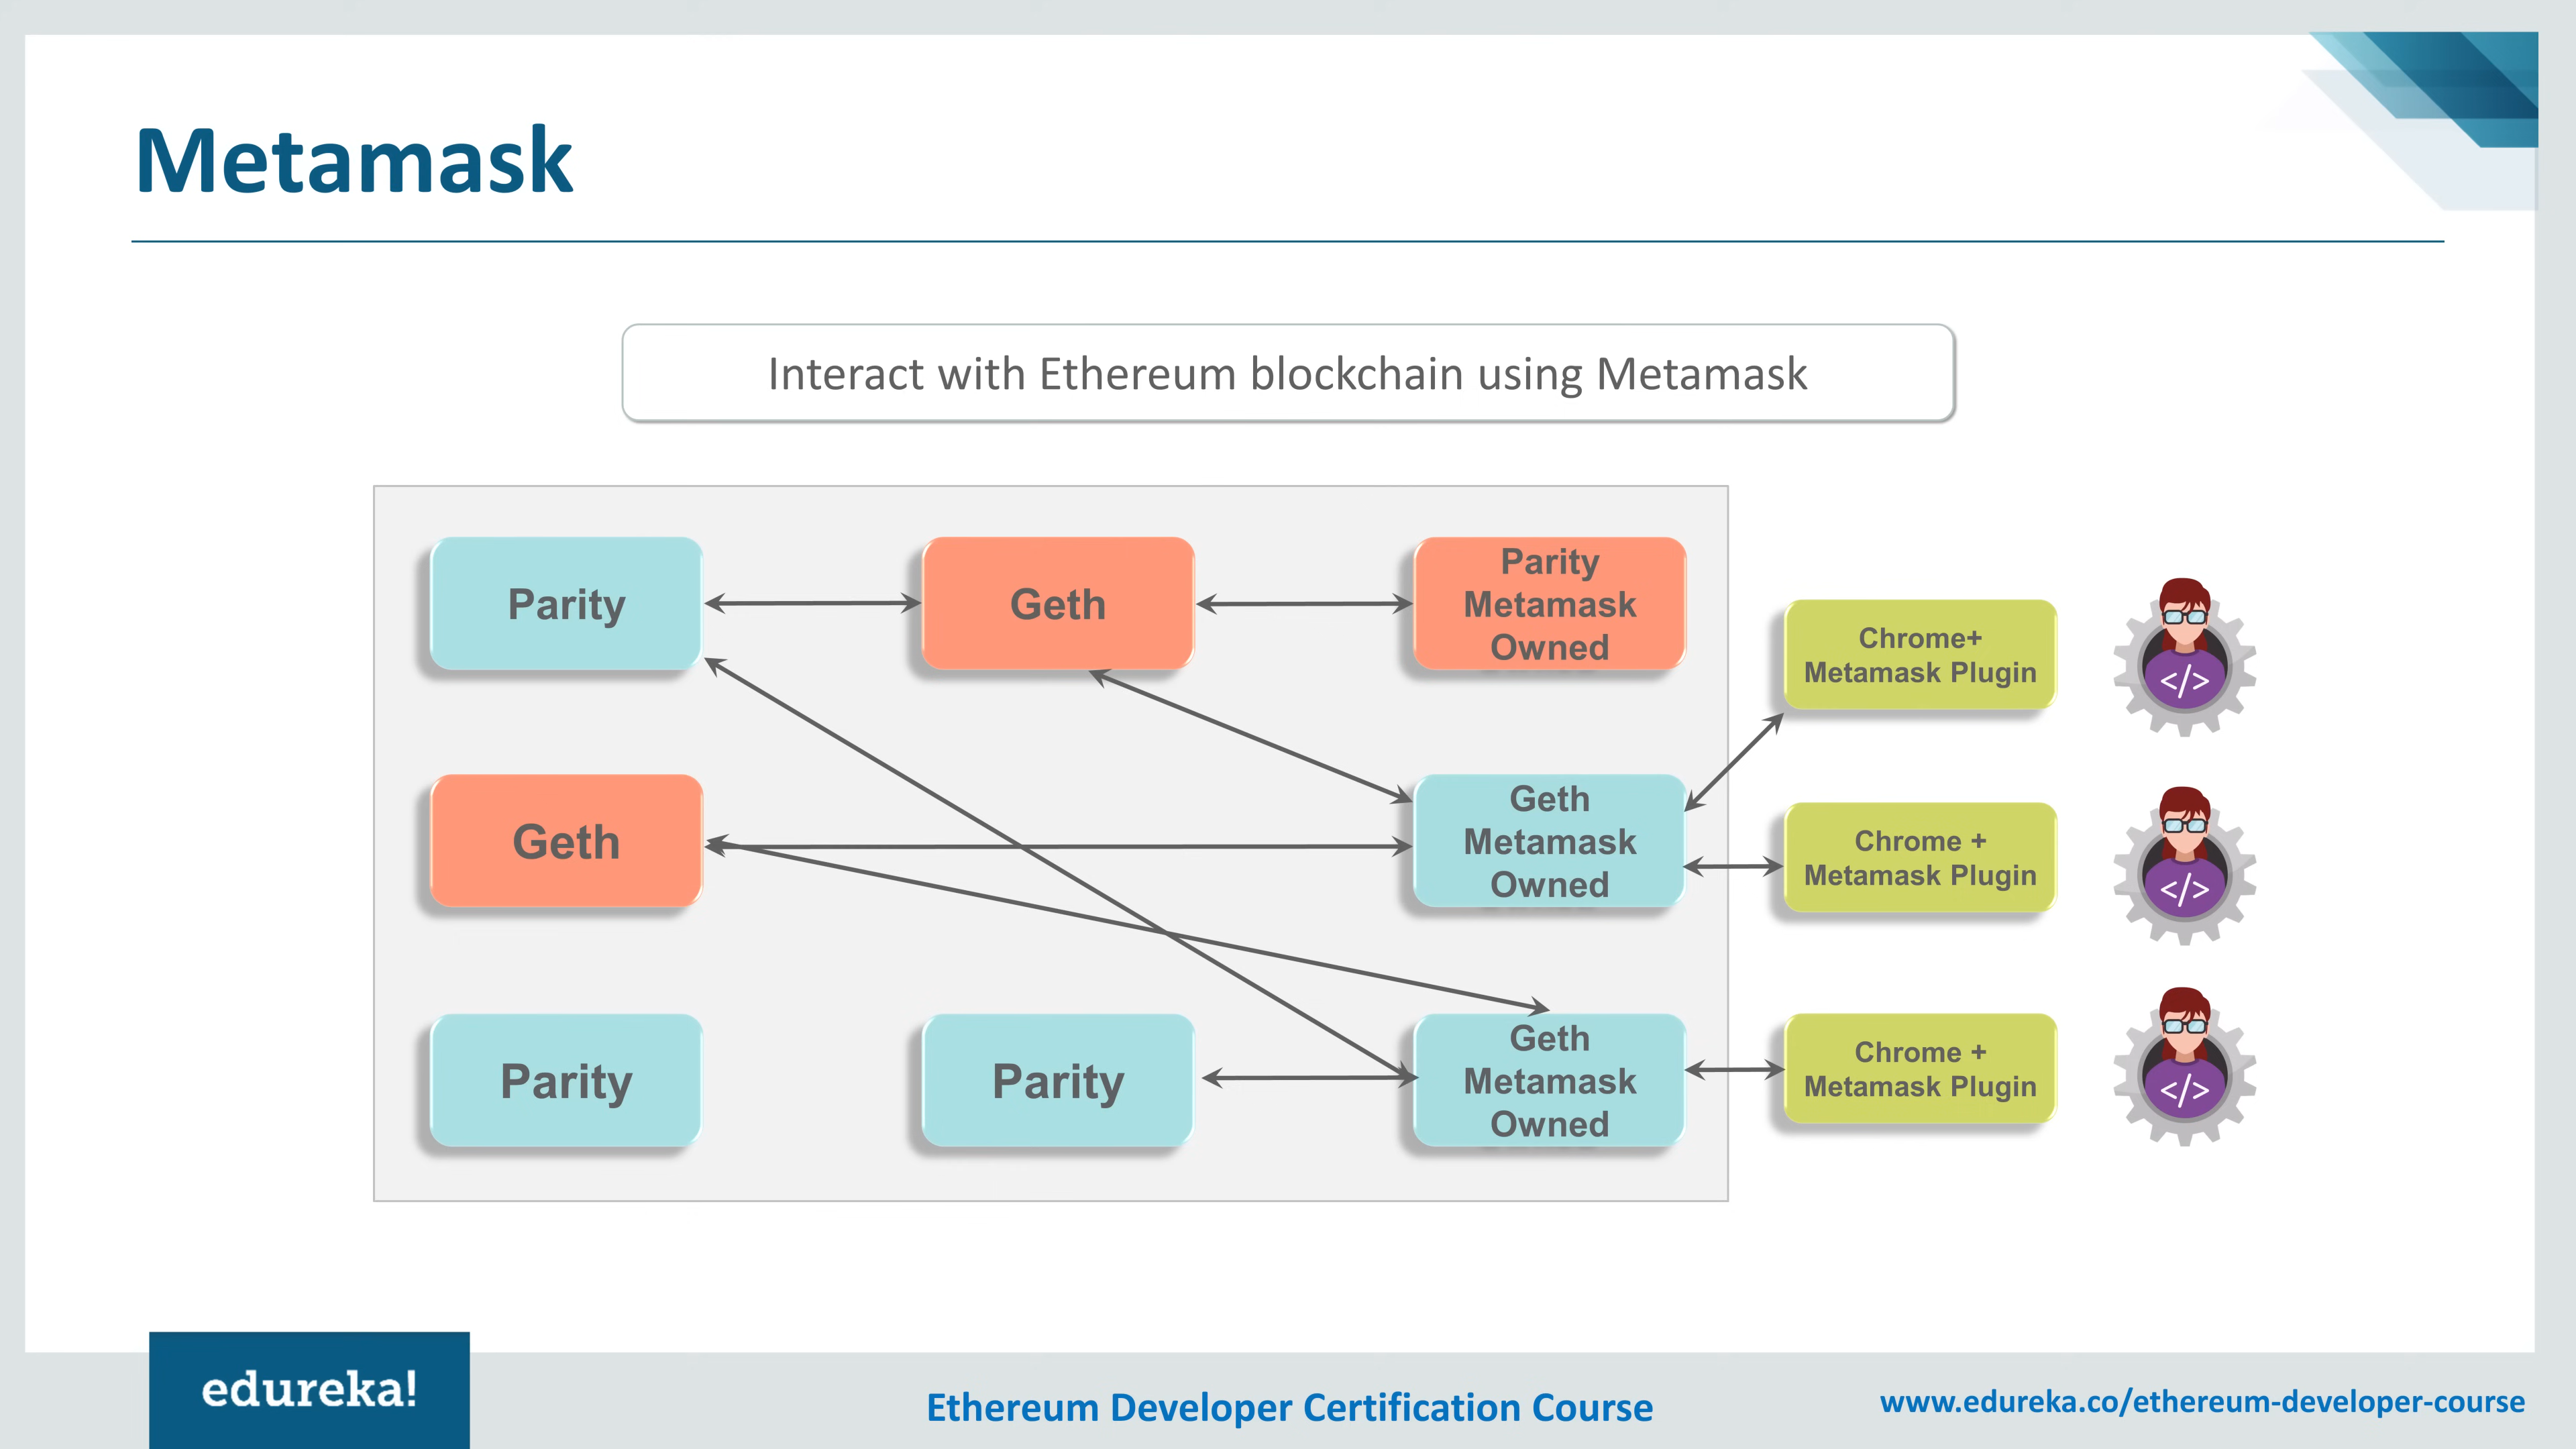 Metamask
Interact with Ethereum blockchain using Metamask
Parity
Geth
Parity
Metamask
Owned
Chrome+
Metamask Plugin
</>
Geth
Geth
Metamask
Owned
Chrome +
Metamask Plugin
</>
Parity
Parity
Geth
Metamask
Owned
Chrome +
Metamask Plugin
</>
edureka!
Ethereum Developer Certification Course
www.edureka.co/ethereum-developer-course